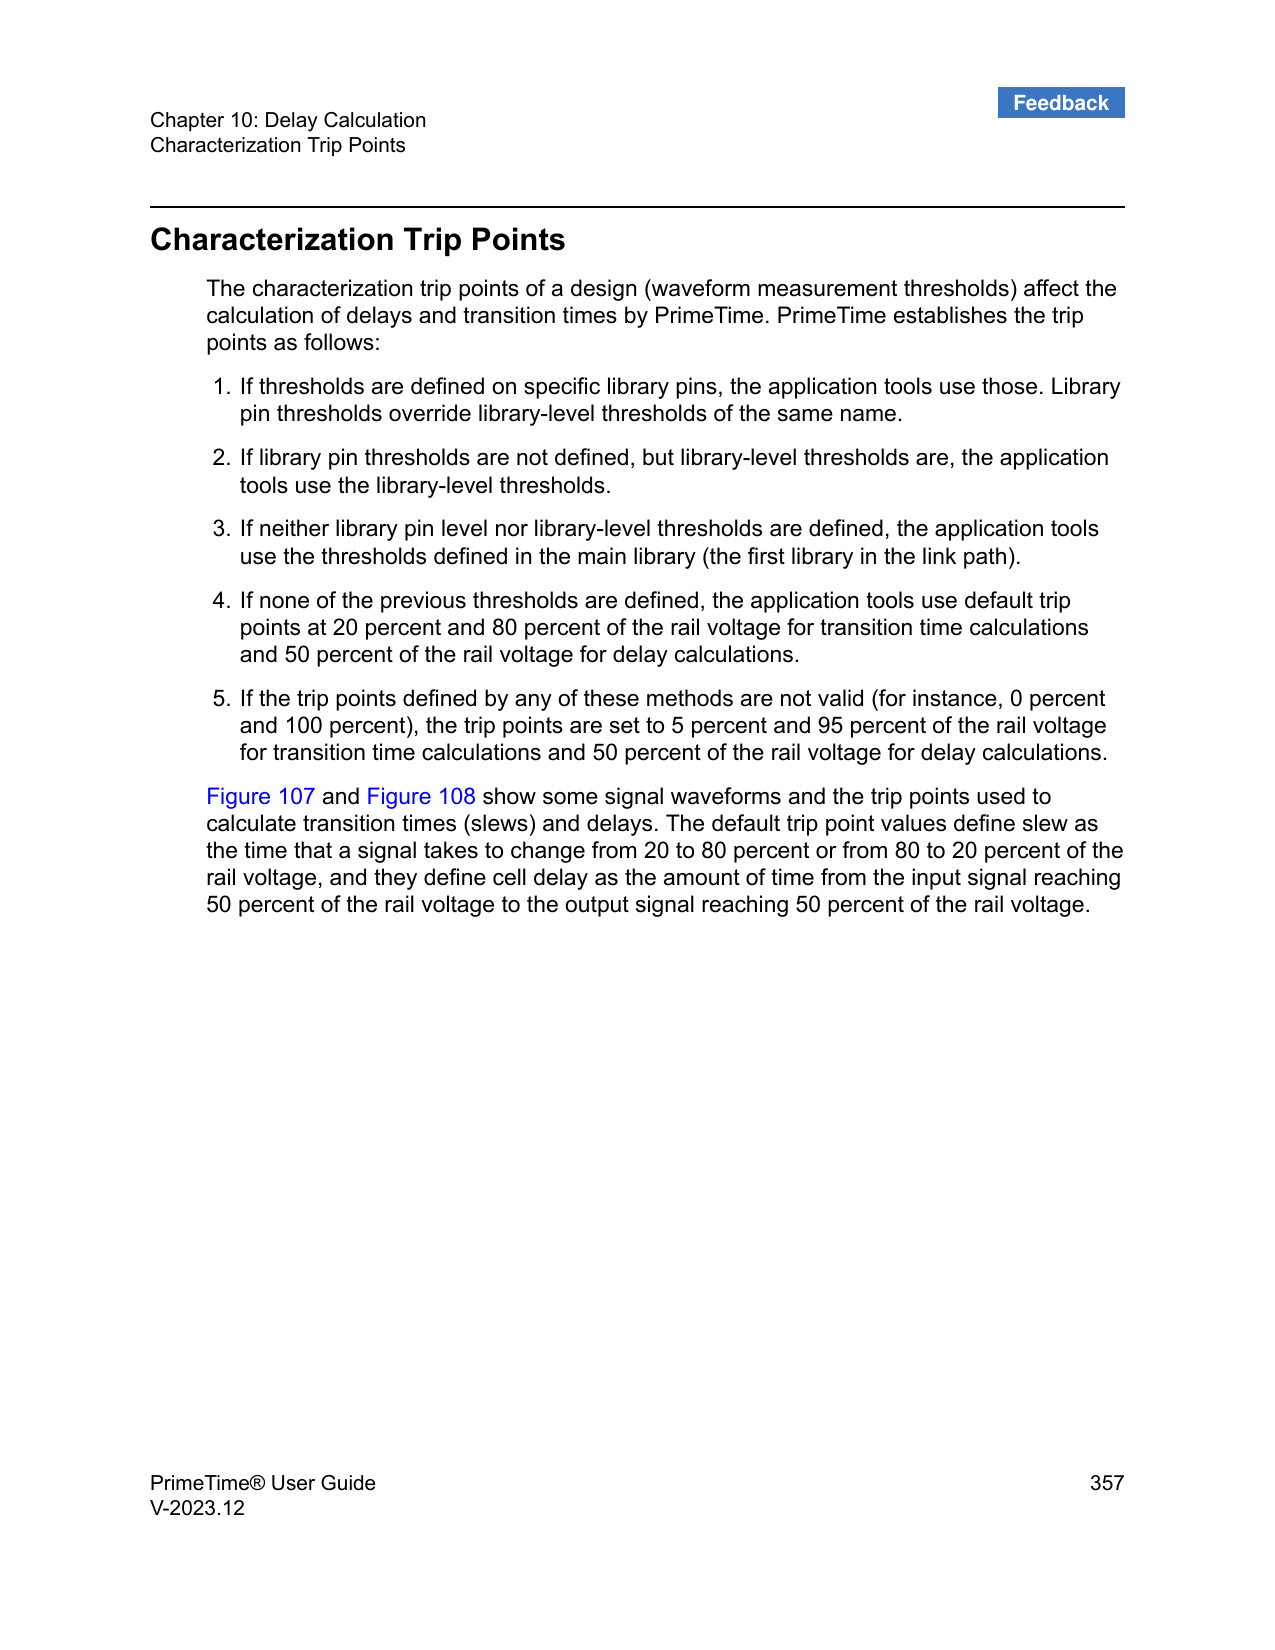 Feedback
Chapter 10: Delay Calculation
Characterization Trip Points
Characterization Trip Points
The characterization trip points of a design (waveform measurement thresholds) affect the
calculation of delays and transition times by PrimeTime. PrimeTime establishes the trip
points as follows:
1. If thresholds are defined on specific library pins, the application tools use those. Library
pin thresholds override library-level thresholds of the same name.
2. If library pin thresholds are not defined, but library-level thresholds are, the application
tools use the library-level thresholds.
3. If neither library pin level nor library-level thresholds are defined, the application tools
use the thresholds defined in the main library (the first library in the link path).
4. If none of the previous thresholds are defined, the application tools use default trip
points at 20 percent and 80 percent of the rail voltage for transition time calculations
and 50 percent of the rail voltage for delay calculations.
5. If the trip points defined by any of these methods are not valid (for instance, 0 percent
and 100 percent), the trip points are set to 5 percent and 95 percent of the rail voltage
for transition time calculations and 50 percent of the rail voltage for delay calculations.
Figure 107 and Figure 108 show some signal waveforms and the trip points used to
calculate transition times (slews) and delays. The default trip point values define slew as
the time that a signal takes to change from 20 to 80 percent or from 80 to 20 percent of the
rail voltage, and they define cell delay as the amount of time from the input signal reaching
50 percent of the rail voltage to the output signal reaching 50 percent of the rail voltage.
PrimeTime® User Guide
V-2023.12
357